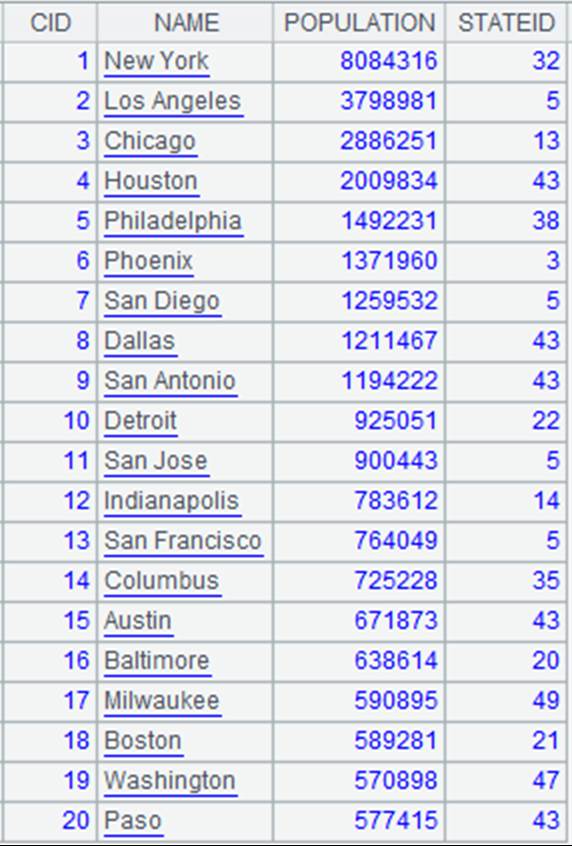 CID NAME POPULATION STATEID
1 New York 8084316 32
2 Los Angeles 3798981 5
3 Chicago 2886251 13
4 Houston 2009834 43
5 Philadelphia 1492231 38
6 Phoenix 1371960 3
7 San Diego 1259532 5
8 Dallas 1211467 43
9 San Antonio 1194222 43
10 Detroit 925051 22
11 San Jose 900443 5
12 Indianapolis 783612 14
13 San Francisco 764049 5
14 Columbus 725228 35
15 Austin 671873 43
16 Baltimore 638614 20
17 Milwaukee 590895 49
18 Boston 589281 21
19 Washington 570898 47
20 Paso 577415 43